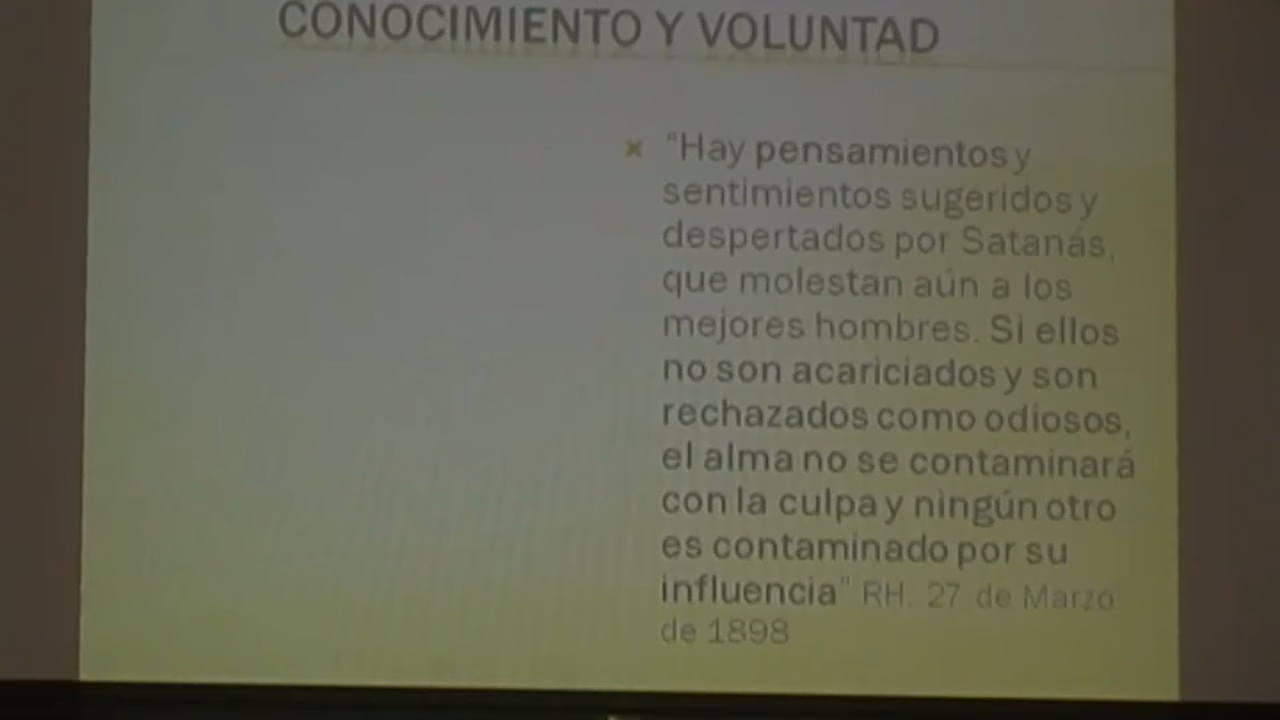 CONOCIMIENTO Y VOLUNTAD
"Hay pensamientos y
sentimientos sugeridos y
despertados por Satanás,
que molestan aún a los
mejores hombres. Si ellos
no son acariciados y son
rechazados como odiosos,
el alma no se contaminará
con la culpa y ningún otro
es contaminado por su
influencia" RH. 27 de Marzo
de 1898